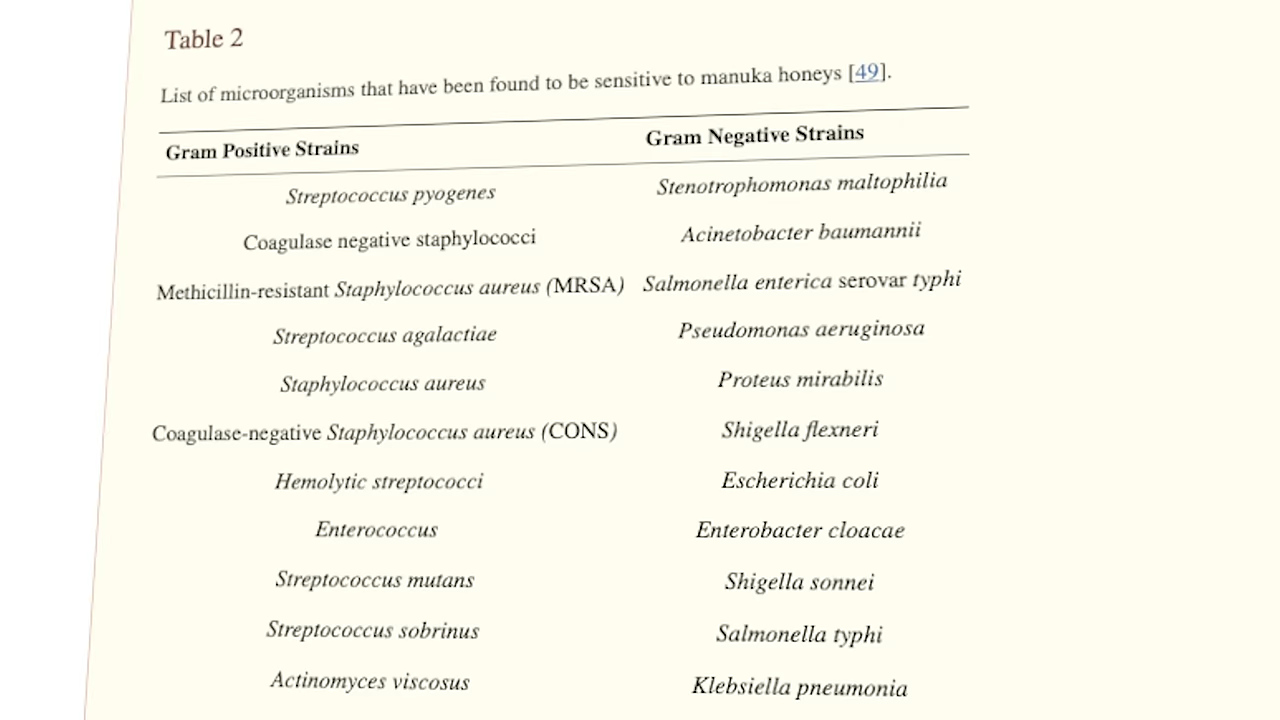 Table 2
List of microorganisms that have been found to be sensitive to manuka honeys [49].
Gram Positive Strains Gram Negative Strains
Streptococcus pyogenes Stenotrophomonas maltophilia
Coagulase negative staphylococci Acinetobacter baumannii
Methicillin-resistant Staphylococcus aureus (MRSA) Salmonella enterica serovar typhi
Streptococcus agalactiae Pseudomonas aeruginosa
Staphylococcus aureus Proteus mirabilis
Coagulase-negative Staphylococcus aureus (CONS) Shigella flexneri
Hemolytic streptococci Escherichia coli
Enterococcus Enterobacter cloacae
Streptococcus mutans Shigella sonnei
Streptococcus sobrinus Salmonella typhi
Actinomyces viscosus Klebsiella pneumonia